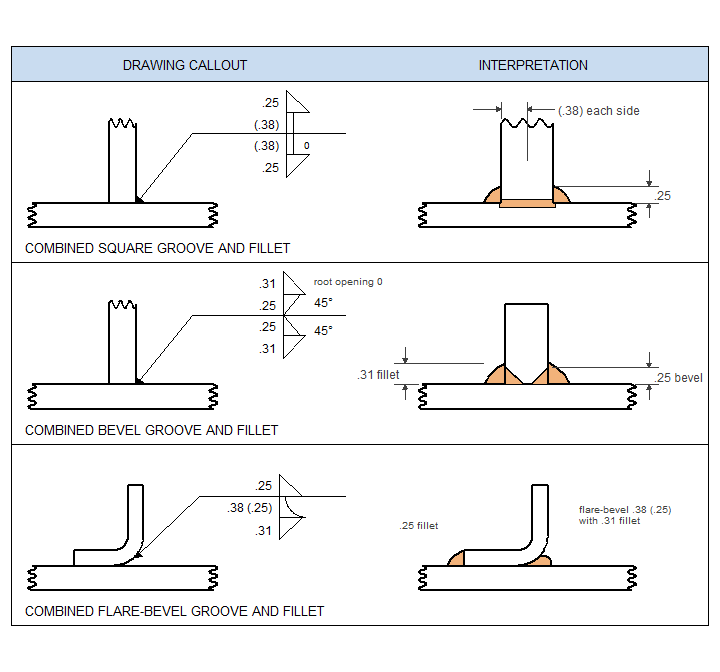 DRAWING CALLOUT
INTERPRETATION
.25
(.38)
(.38)
0
.25
(.38) each side
.25
COMBINED SQUARE GROOVE AND FILLET
.31
root opening 0
.25
45°
.25
45°
.31
.31 fillet
.25 bevel
COMBINED BEVEL GROOVE AND FILLET
.25
.38 (.25)
.31
.25 fillet
flare-bevel .38 (.25)
with .31 fillet
COMBINED FLARE-BEVEL GROOVE AND FILLET